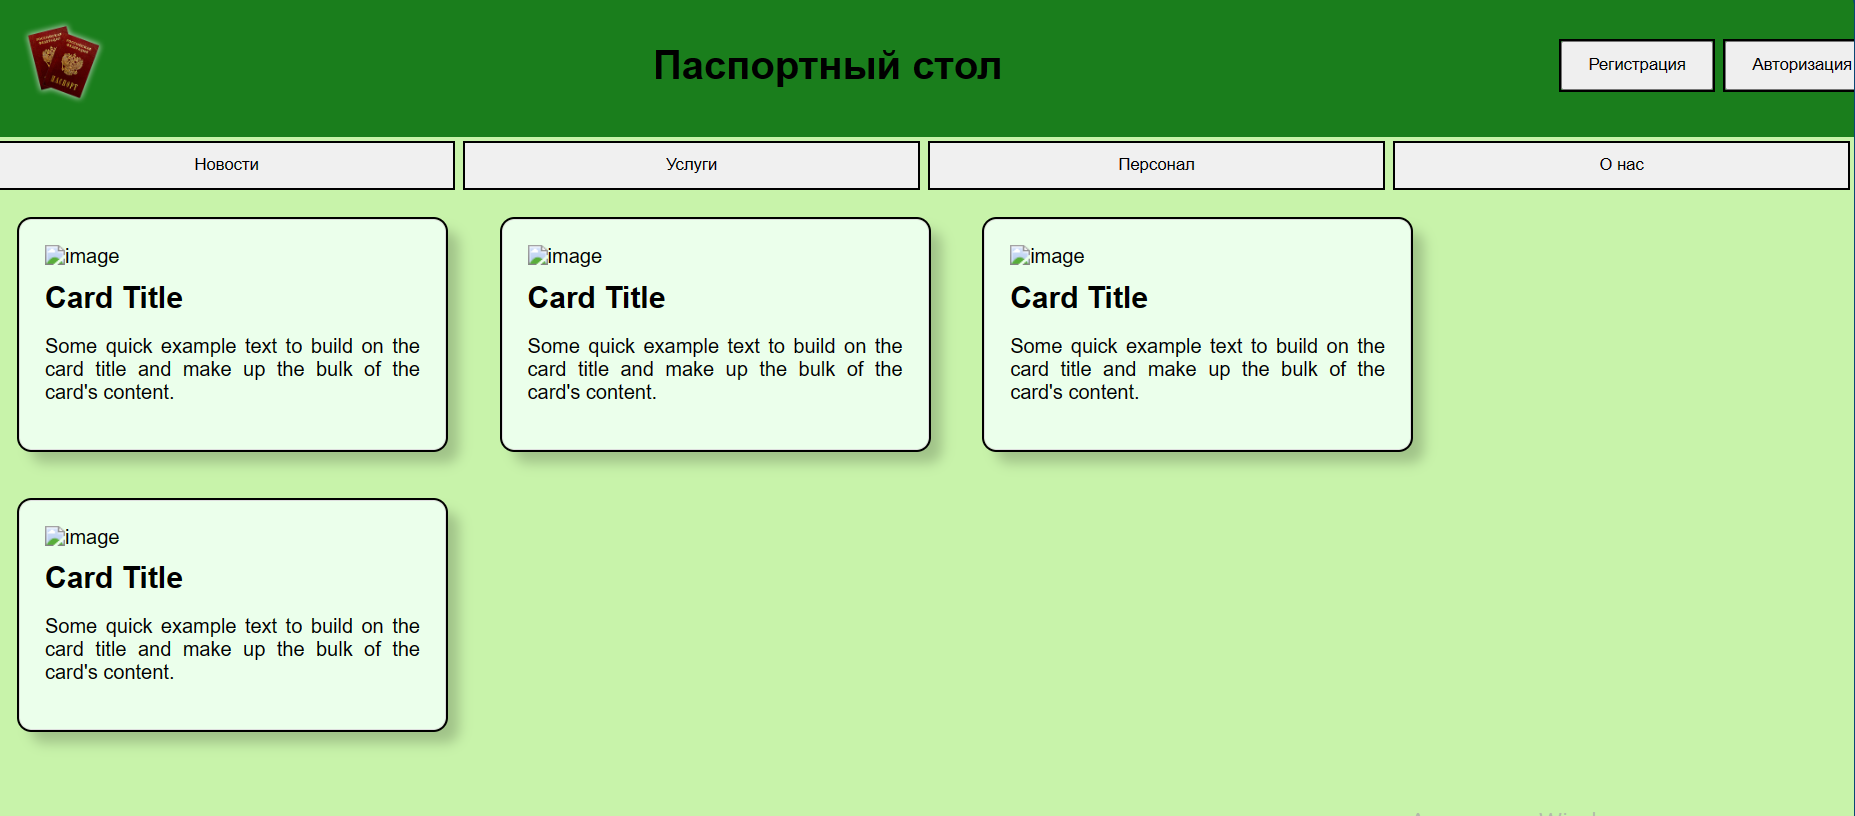 Паспортный стол
Регистрация
Авторизация
Новости
Услуги
Персонал
О нас
image
Card Title
Some quick example text to build on the
card title and make up the bulk of the
card's content.
image
Card Title
Some quick example text to build on the
card title and make up the bulk of the
card's content.
image
Card Title
Some quick example text to build on the
card title and make up the bulk of the
card's content.
image
Card Title
Some quick example text to build on the
card title and make up the bulk of the
card's content.